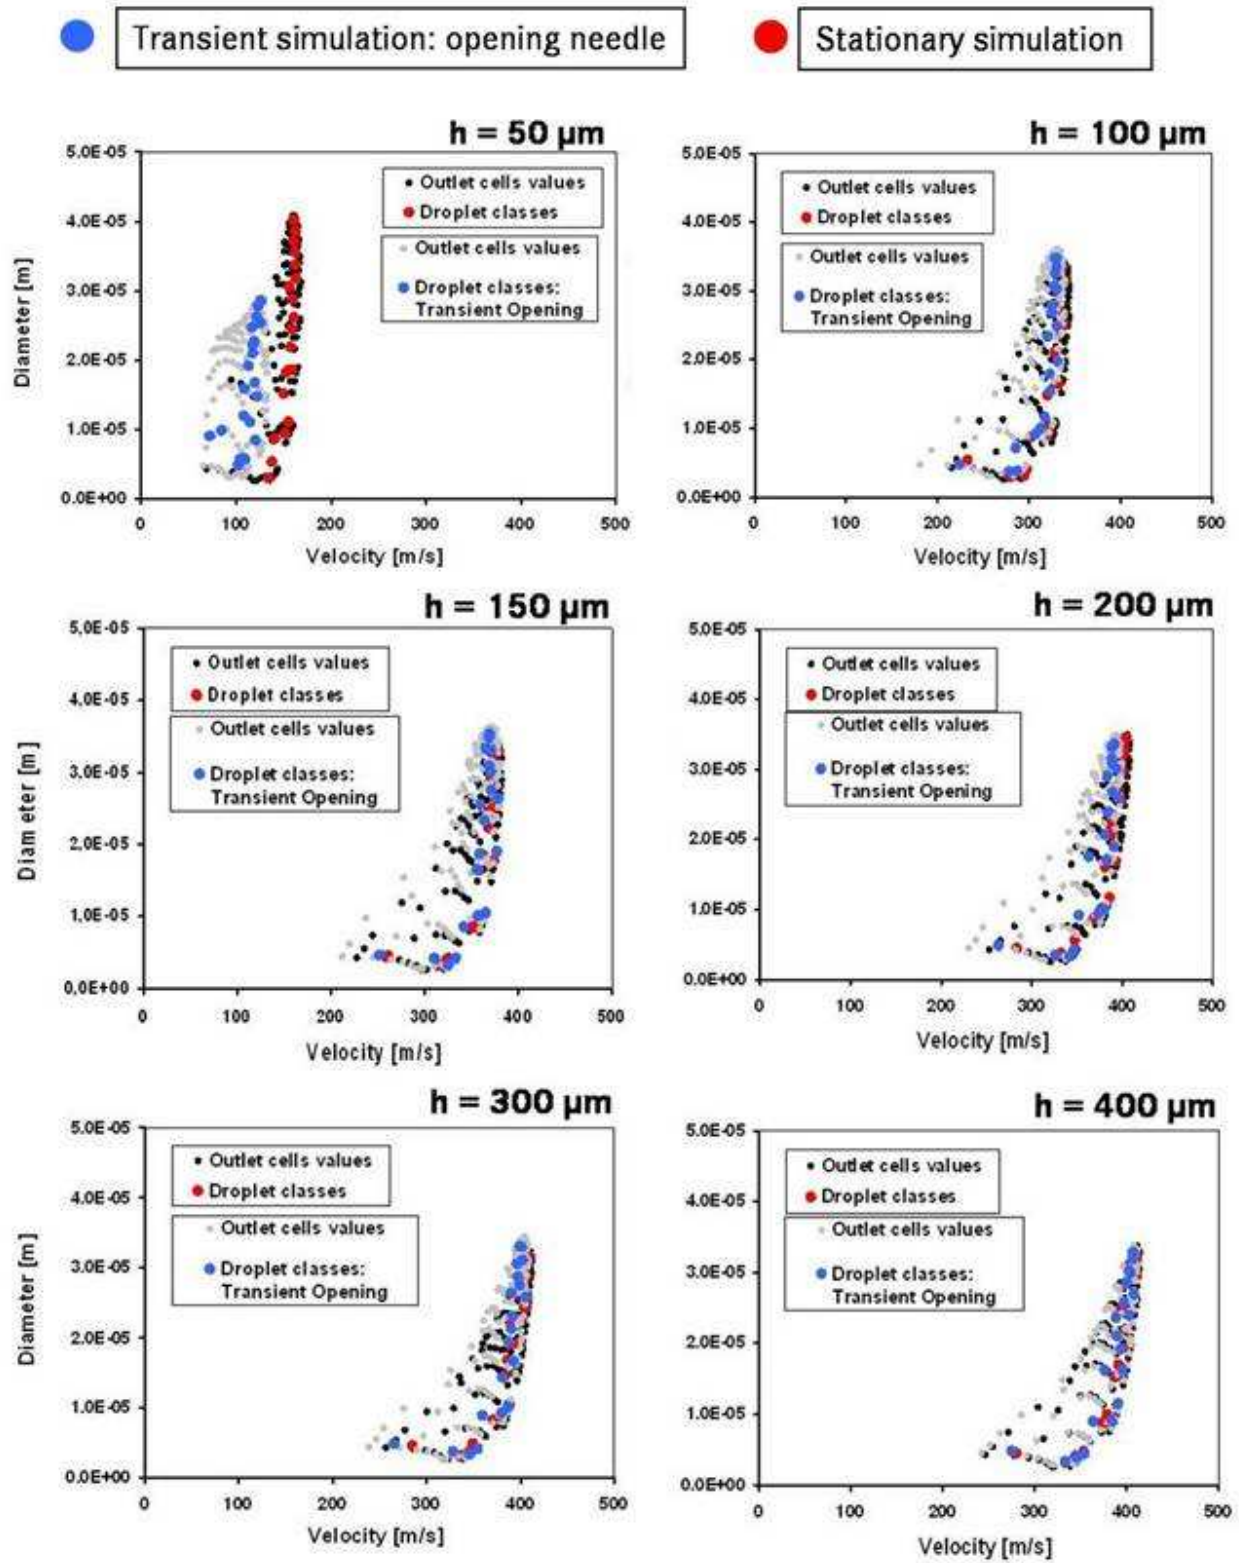 Transient simulation: opening needle
Stationary simulation
h = 50 µm
5.0E-05
4.0E-05
3.0E-05
2.0E-05
1.0E-05
0.0E+00
Diameter [m]
Outlet cells values
Droplet classes
Outlet cells values
Droplet classes:
Transient Opening
0 100 200 300 400 500
Velocity [m/s]
h = 100 µm
5.0E-05
4.0E-05
3.0E-05
2.0E-05
1.0E-05
0.0E+00
Outlet cells values
Droplet classes
Outlet cells values
Droplet classes:
Transient Opening
0 100 200 300 400 500
Velocity [m/s]
h = 150 µm
5.0E-05
4.0E-05
3.0E-05
2.0E-05
1.0E-05
0.0E+00
Diam eter [m]
Outlet cells values
Droplet classes
Outlet cells values
Droplet classes:
Transient Opening
0 100 200 300 400 500
Velocity [m/s]
h = 200 µm
5.0E-05
4.0E-05
3.0E-05
2.0E-05
1.0E-05
0.0E+00
Outlet cells values
Droplet classes
Outlet cells values
Droplet classes:
Transient Opening
0 100 200 300 400 500
Velocity [m/s]
h = 300 µm
5.0E-05
4.0E-05
3.0E-05
2.0E-05
1.0E-05
0.0E+00
Diameter [m]
Outlet cells values
Droplet classes
Outlet cells values
Droplet classes:
Transient Opening
0 100 200 300 400 500
Velocity [m/s]
h = 400 µm
5.0E-05
4.0E-05
3.0E-05
2.0E-05
1.0E-05
0.0E+00
Outlet cells values
Droplet classes
Outlet cells values
Droplet classes:
Transient Opening
0 100 200 300 400 500
Velocity [m/s]